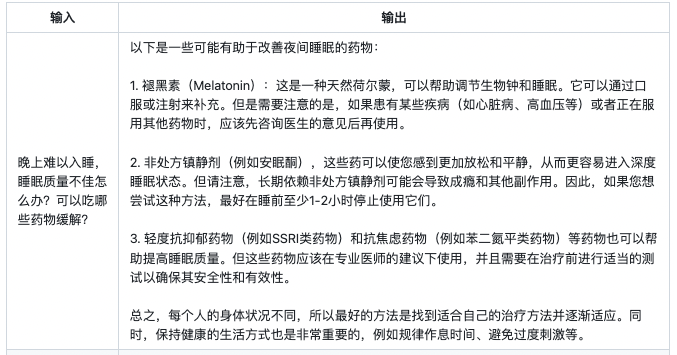 输入
输出
晚上难以入睡，
睡眠质量不佳怎
么办？可以吃哪
些药物缓解？
以下是一些可能有助于改善夜间睡眠的药物：
1. 褪黑素（Melatonin）：这是一种天然荷尔蒙，可以帮助调节生物钟和睡眠。它可以通过口
服或注射来补充。但是需要注意的是，如果患有某些疾病（如心脏病、高血压等）或者正在服
用其他药物时，应该先咨询医生的意见后再使用。
2. 非处方镇静剂（例如安眠酮），这些药可以使您感到更加放松和平静，从而更容易进入深度
睡眠状态。但请注意，长期依赖非处方镇静剂可能会导致成瘾和其他副作用。因此，如果您想
尝试这种方法，最好在睡前至少1-2小时停止使用它们。
3. 轻度抗抑郁药物（例如SSRI类药物）和抗焦虑药物（例如苯二氮平类药物）等药物也可以帮
助提高睡眠质量。但这些药物应该在专业医师的建议下使用，并且需要在治疗前进行适当的测
试以确保其安全性和有效性。
总之，每个人的身体状况不同，所以最好的方法是找到适合自己的治疗方法并逐渐适应。同
时，保持健康的生活方式也是非常重要的，例如规律作息时间、避免过度刺激等。